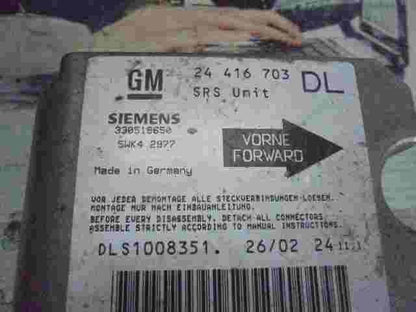 GM
24 416 703 DL
SRS Unit
SIEMENS
330518650
5WK4 2877
VORNE
FORWARD
Made in Germany
VOR JEDER DEMONTAGE ALLE STECKVERBINDUNGEN LOESEN.
MONTAGE NUR NACH EINBAUANLEITUNG.
BEFORE EVERY DISASSEMBLY, DETACH ALL CONNECTORS
ASSEMBLE STRICTLY ACCORDING TO MANUAL INSTRUCTIONS.
DLS1008351. 26/02 24